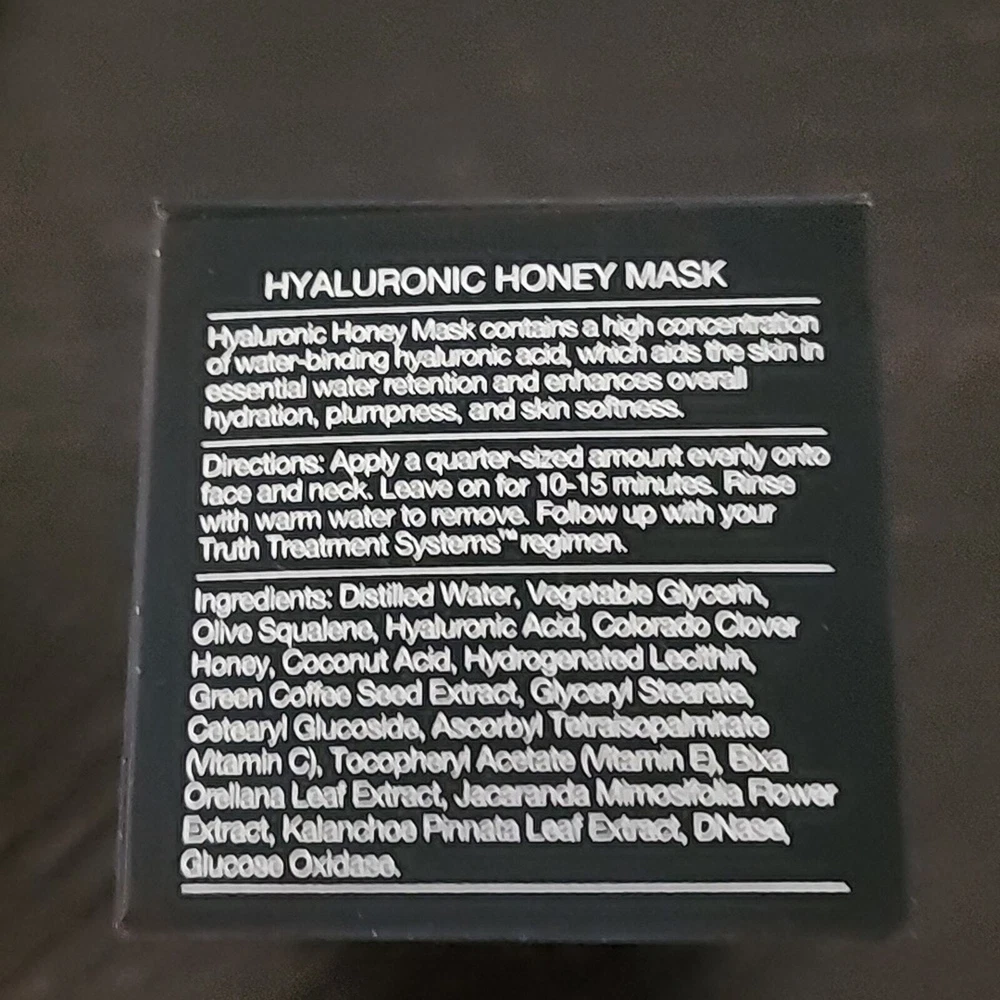 HYALURONIC HONEY MASK
Hyaluronic Honey Mask contains a high concentration
of water-binding hyaluronic acid, which aids the skin in
essential water retention and enhances overall
hydration, plumpness, and skin softness.
Directions: Apply a quarter-sized amount evenly onto
face and neck. Leave on for 10-15 minutes. Rinse
with warm water to remove. Follow up with your
Truth Treatment Systems™ regimen.
Ingredients: Distilled Water, Vegetable Glycerin,
Olive Squalene, Hyaluronic Acid, Colorado Clover
Honey, Coconut Acid, Hydrogenated Lecithin,
Green Coffee Seed Extract, Glyceryl Stearate,
Cetearyl Glucoside, Ascorbyl Tetraisopalmitate
(Vitamin C), Tocopheryl Acetate (Vitamin E), Bixa
Orellana Leaf Extract, Jacaranda Mimosifolia Flower
Extract, Kalanchoe Pinnata Leaf Extract, DNase,
Glucose Oxidase.